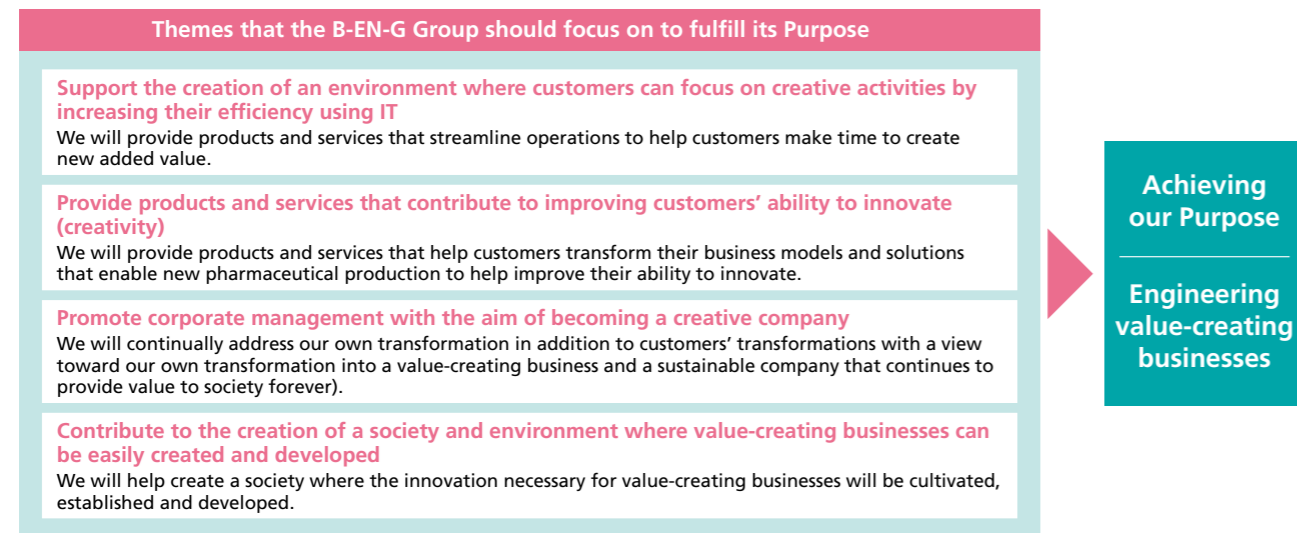 Themes that the B-EN-G Group should focus on to fulfill its Purpose
Support the creation of an environment where customers can focus on creative activities by
increasing their efficiency using IT
We will provide products and services that streamline operations to help customers make time to create
new added value.
Provide products and services that contribute to improving customers’ ability to innovate
(creativity)
We will provide products and services that help customers transform their business models and solutions
that enable new pharmaceutical production to help improve their ability to innovate.
Promote corporate management with the aim of becoming a creative company
We will continually address our own transformation in addition to customers’ transformations with a view
toward our own transformation into a value-creating business and a sustainable company that continues to
provide value to society forever).
Contribute to the creation of a society and environment where value-creating businesses can
be easily created and developed
We will help create a society where the innovation necessary for value-creating businesses will be cultivated,
established and developed.
Achieving
our Purpose
Engineering
value-creating
businesses